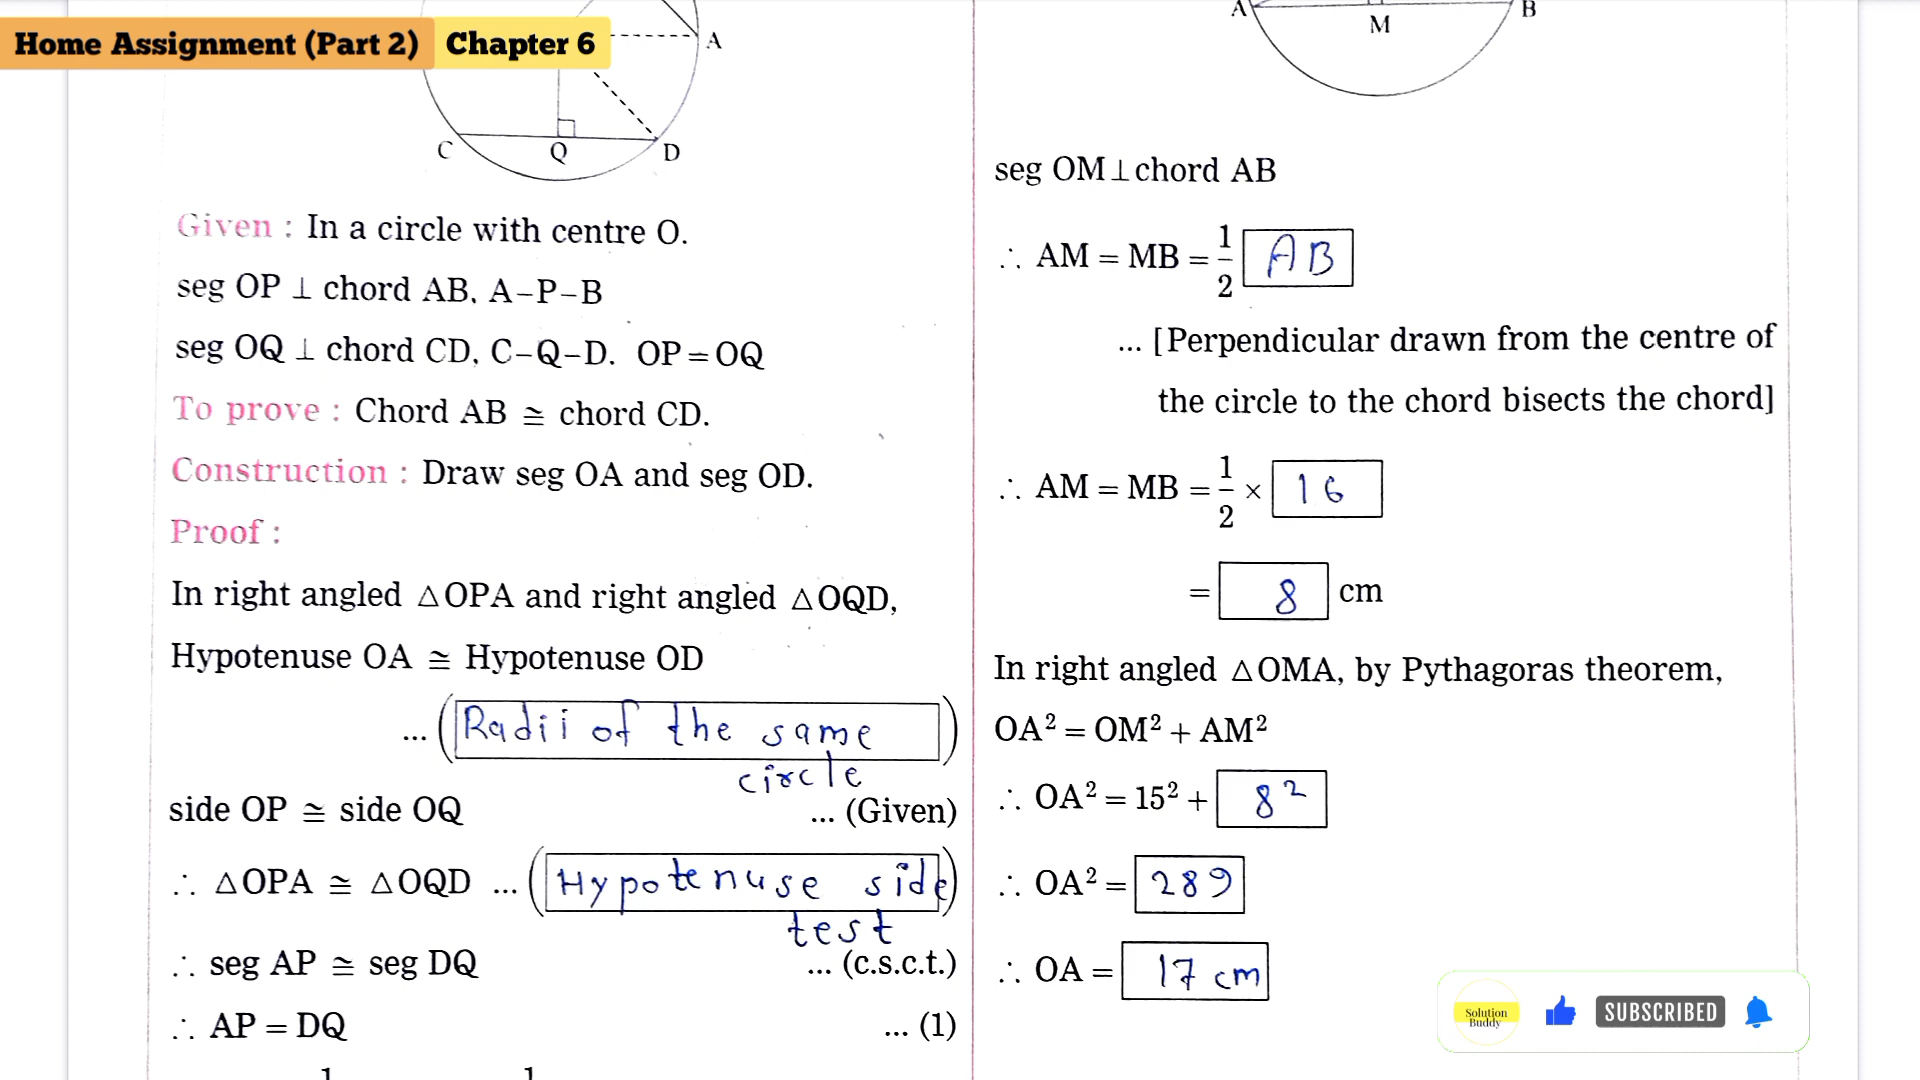 Home Assignment (Part 2) Chapter 6
A
C Q D
Given : In a circle with centre O.
seg OP ⊥ chord AB, A–P–B
seg OQ ⊥ chord CD, C–Q–D. OP = OQ
To prove : Chord AB ≅ chord CD.
Construction : Draw seg OA and seg OD.
Proof :
In right angled △OPA and right angled △OQD,
Hypotenuse OA ≅ Hypotenuse OD
... (Radii of the same
circle)
side OP ≅ side OQ ... (Given)
∴ △OPA ≅ △OQD ... (Hypotenuse side
test)
∴ seg AP ≅ seg DQ ... (c.s.c.t.)
∴ AP = DQ ... (1)
1 1
A M B
seg OM ⊥ chord AB
∴ AM = MB = 1/2 AB
... [Perpendicular drawn from the centre of
the circle to the chord bisects the chord]
∴ AM = MB = 1/2 × 16
= 8 cm
In right angled △OMA, by Pythagoras theorem,
OA² = OM² + AM²
∴ OA² = 15² + 8²
∴ OA² = 289
∴ OA = 17 cm
Solution
Buddy
SUBSCRIBED